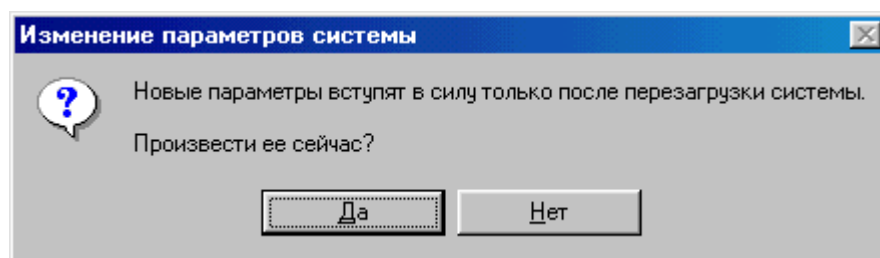 Изменение параметров системы
Новые параметры вступят в силу только после перезагрузки системы.
Произвести ее сейчас?
Да
Нет